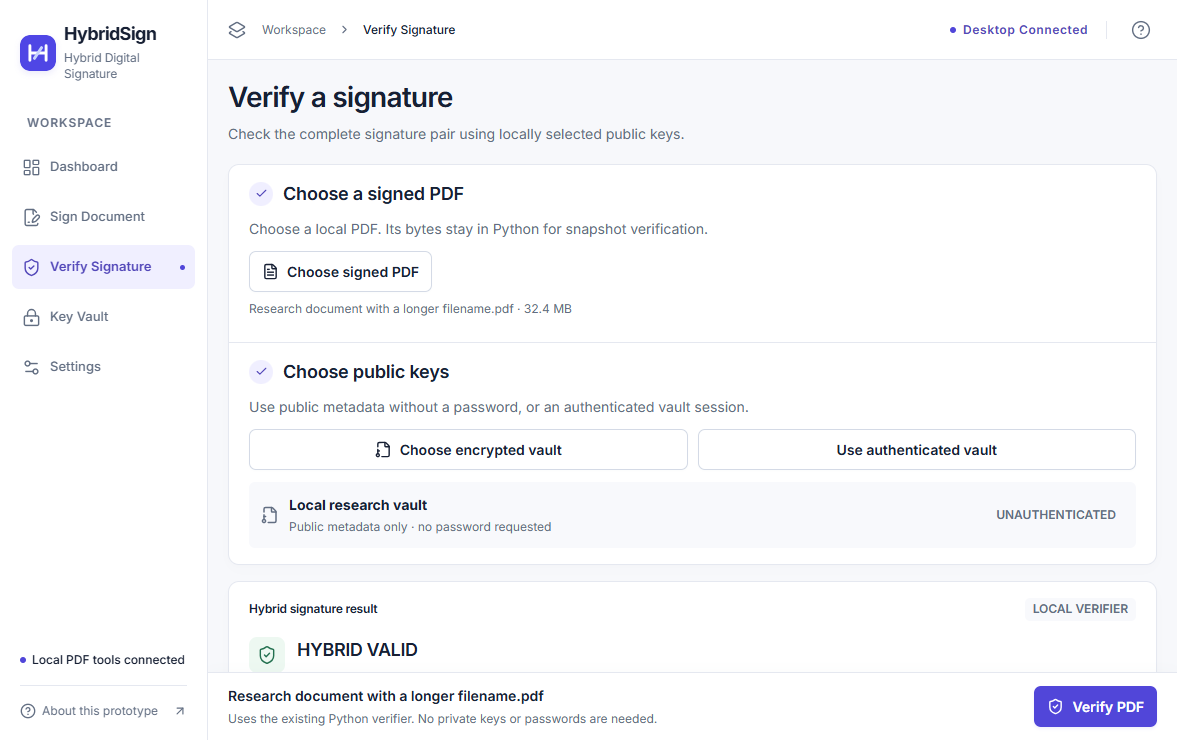 HybridSign
Hybrid Digital
Signature
WORKSPACE
Dashboard
Sign Document
Verify Signature
Key Vault
Settings
Local PDF tools connected
About this prototype
Workspace
Verify Signature
Desktop Connected
Verify a signature
Check the complete signature pair using locally selected public keys.
Choose a signed PDF
Choose a local PDF. Its bytes stay in Python for snapshot verification.
Choose signed PDF
Research document with a longer filename.pdf · 32.4 MB
Choose public keys
Use public metadata without a password, or an authenticated vault session.
Choose encrypted vault
Use authenticated vault
Local research vault
Public metadata only · no password requested
UNAUTHENTICATED
Hybrid signature result
LOCAL VERIFIER
HYBRID VALID
Research document with a longer filename.pdf
Uses the existing Python verifier. No private keys or passwords are needed.
Verify PDF